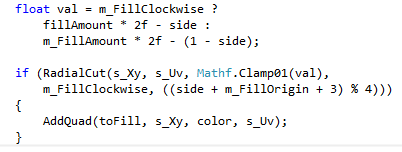 float val = m_FillClockwise ?
fillAmount * 2f - side :
m_FillAmount * 2f - (1 - side);
if (RadialCut(s_Xy, s_Uv, Mathf.Clamp01(val),
m_FillClockwise, ((side + m_FillOrigin + 3) % 4)))
{
AddQuad(toFill, s_Xy, color, s_Uv);
}